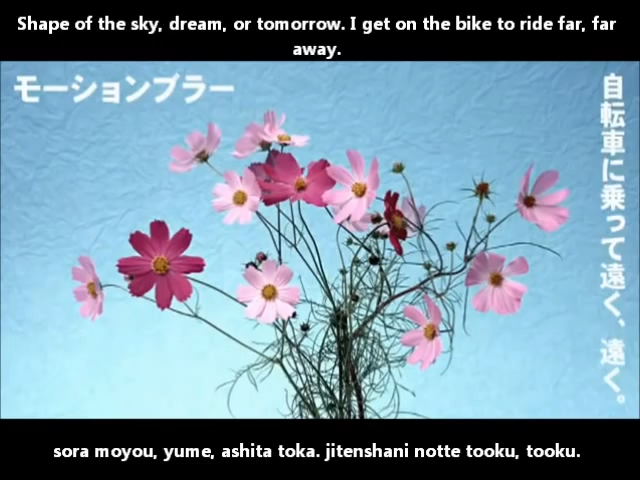 Shape of the sky, dream, or tomorrow. I get on the bike to ride far, far
away.
モーションブラー
自転車に乗って遠く、遠く。
sora moyou, yume, ashita toka. jitenshani notte tooku, tooku.